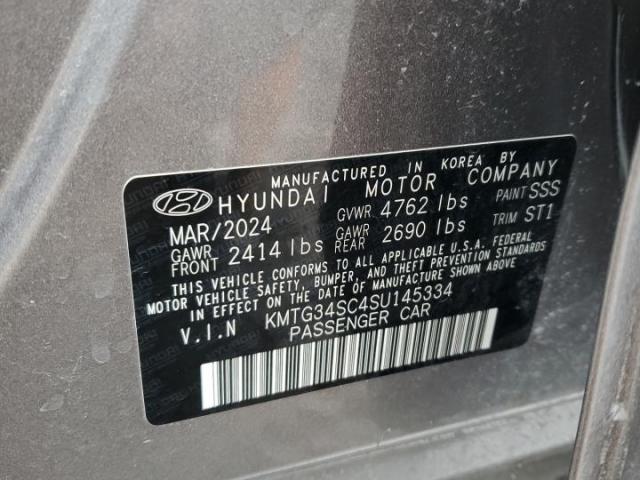 MANUFACTURED IN KOREA BY
HYUNDAI MOTOR COMPANY
MAR/2024 GVWR 4762 lbs PAINT SSS
GAWR FRONT 2414 lbs GAWR REAR 2690 lbs TRIM ST1
THIS VEHICLE CONFORMS TO ALL APPLICABLE U.S.A. FEDERAL
MOTOR VEHICLE SAFETY, BUMPER, AND THEFT PREVENTION STANDARDS
IN EFFECT ON THE DATE OF MANUFACTURE SHOWN ABOVE.
V.I.N KMTG34SC4SU145334
PASSENGER CAR